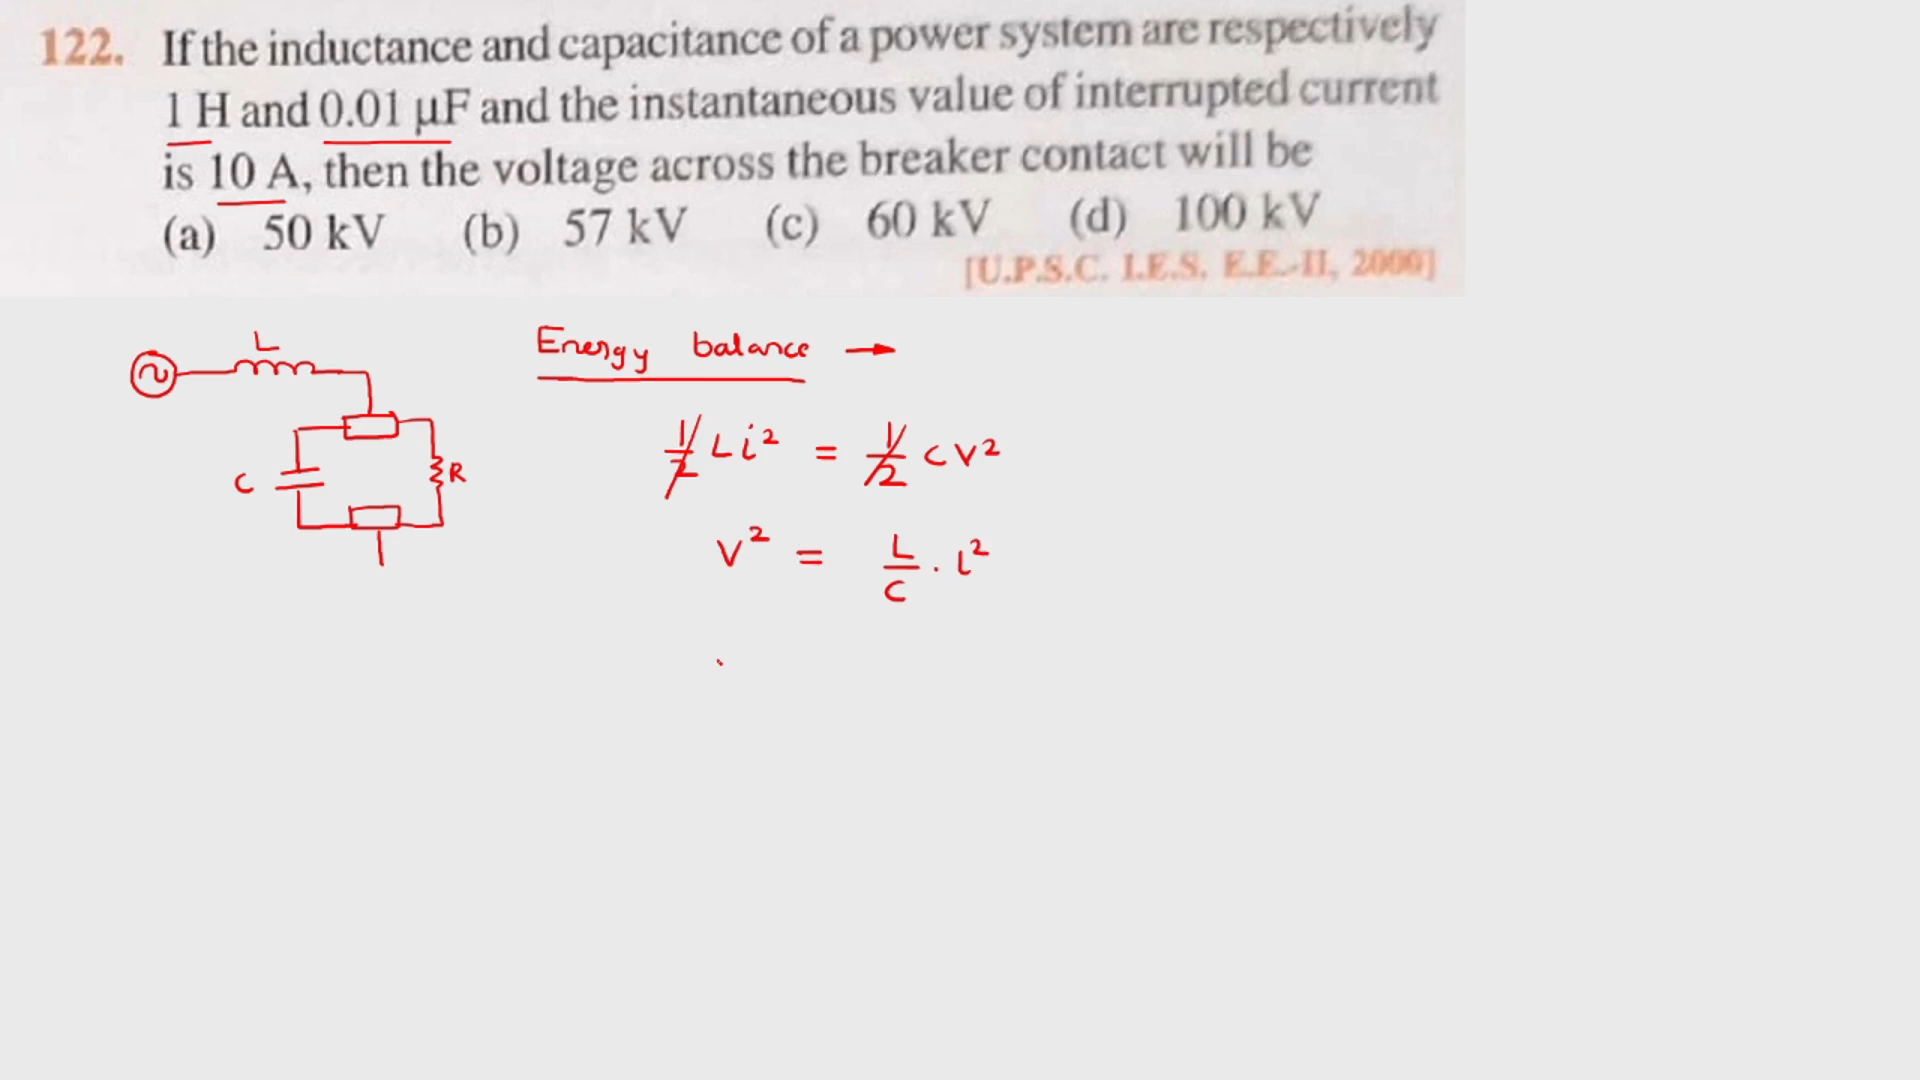 122. If the inductance and capacitance of a power system are respectively
1 H and 0.01 μF and the instantaneous value of interrupted current
is 10 A, then the voltage across the breaker contact will be
(a) 50 kV (b) 57 kV (c) 60 kV (d) 100 kV
[U.P.S.C. I.E.S. E.E.-II, 2000]
L
C
R
Energy balance →
1/2 Li² = 1/2 CV²
V² = L/C . i²